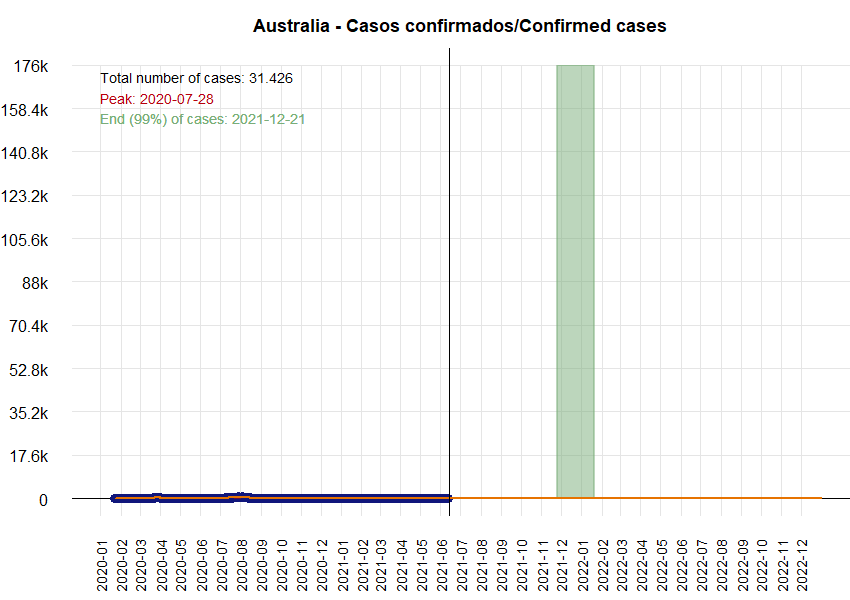 Australia - Casos confirmados/Confirmed cases
176k
158.4k
140.8k
123.2k
105.6k
88k
70.4k
52.8k
35.2k
17.6k
0
Total number of cases: 31.426
Peak: 2020-07-28
End (99%) of cases: 2021-12-21
2020-01
2020-02
2020-03
2020-04
2020-05
2020-06
2020-07
2020-08
2020-09
2020-10
2020-11
2020-12
2021-01
2021-02
2021-03
2021-04
2021-05
2021-06
2021-07
2021-08
2021-09
2021-10
2021-11
2021-12
2022-01
2022-02
2022-03
2022-04
2022-05
2022-06
2022-07
2022-08
2022-09
2022-10
2022-11
2022-12